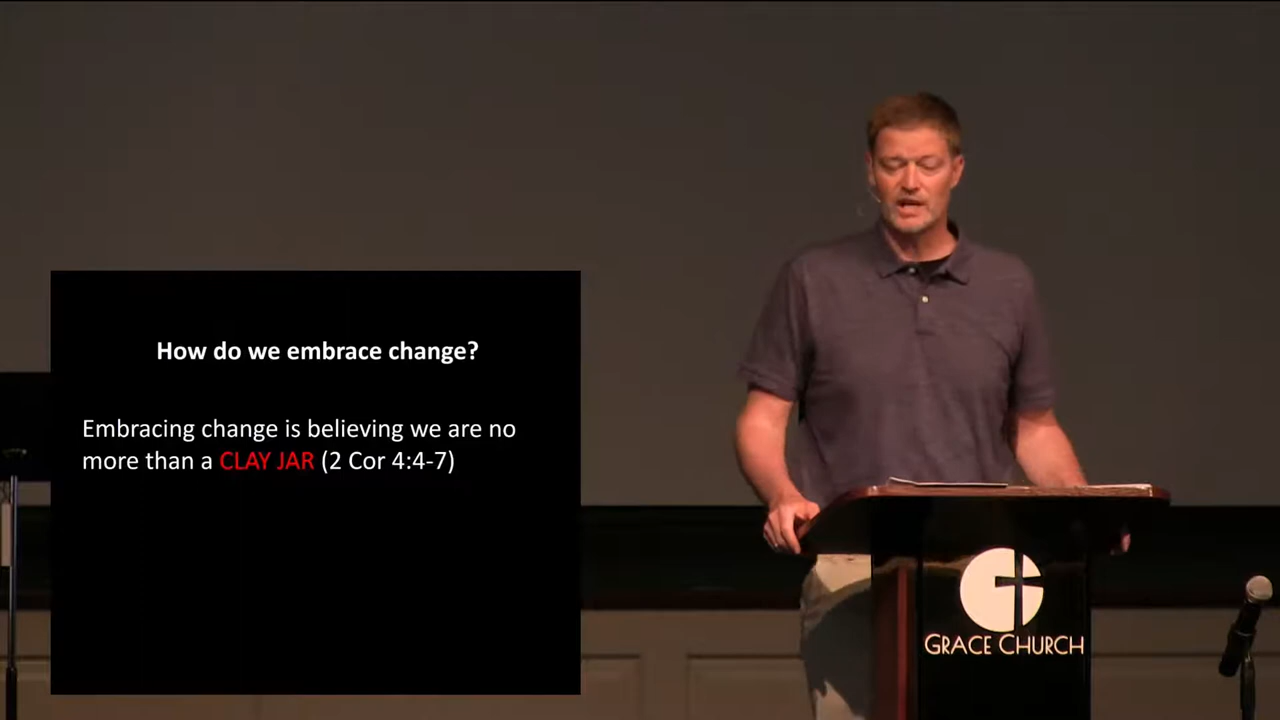 How do we embrace change?
Embracing change is believing we are no
more than a CLAY JAR (2 Cor 4:4-7)
GRACE CHURCH